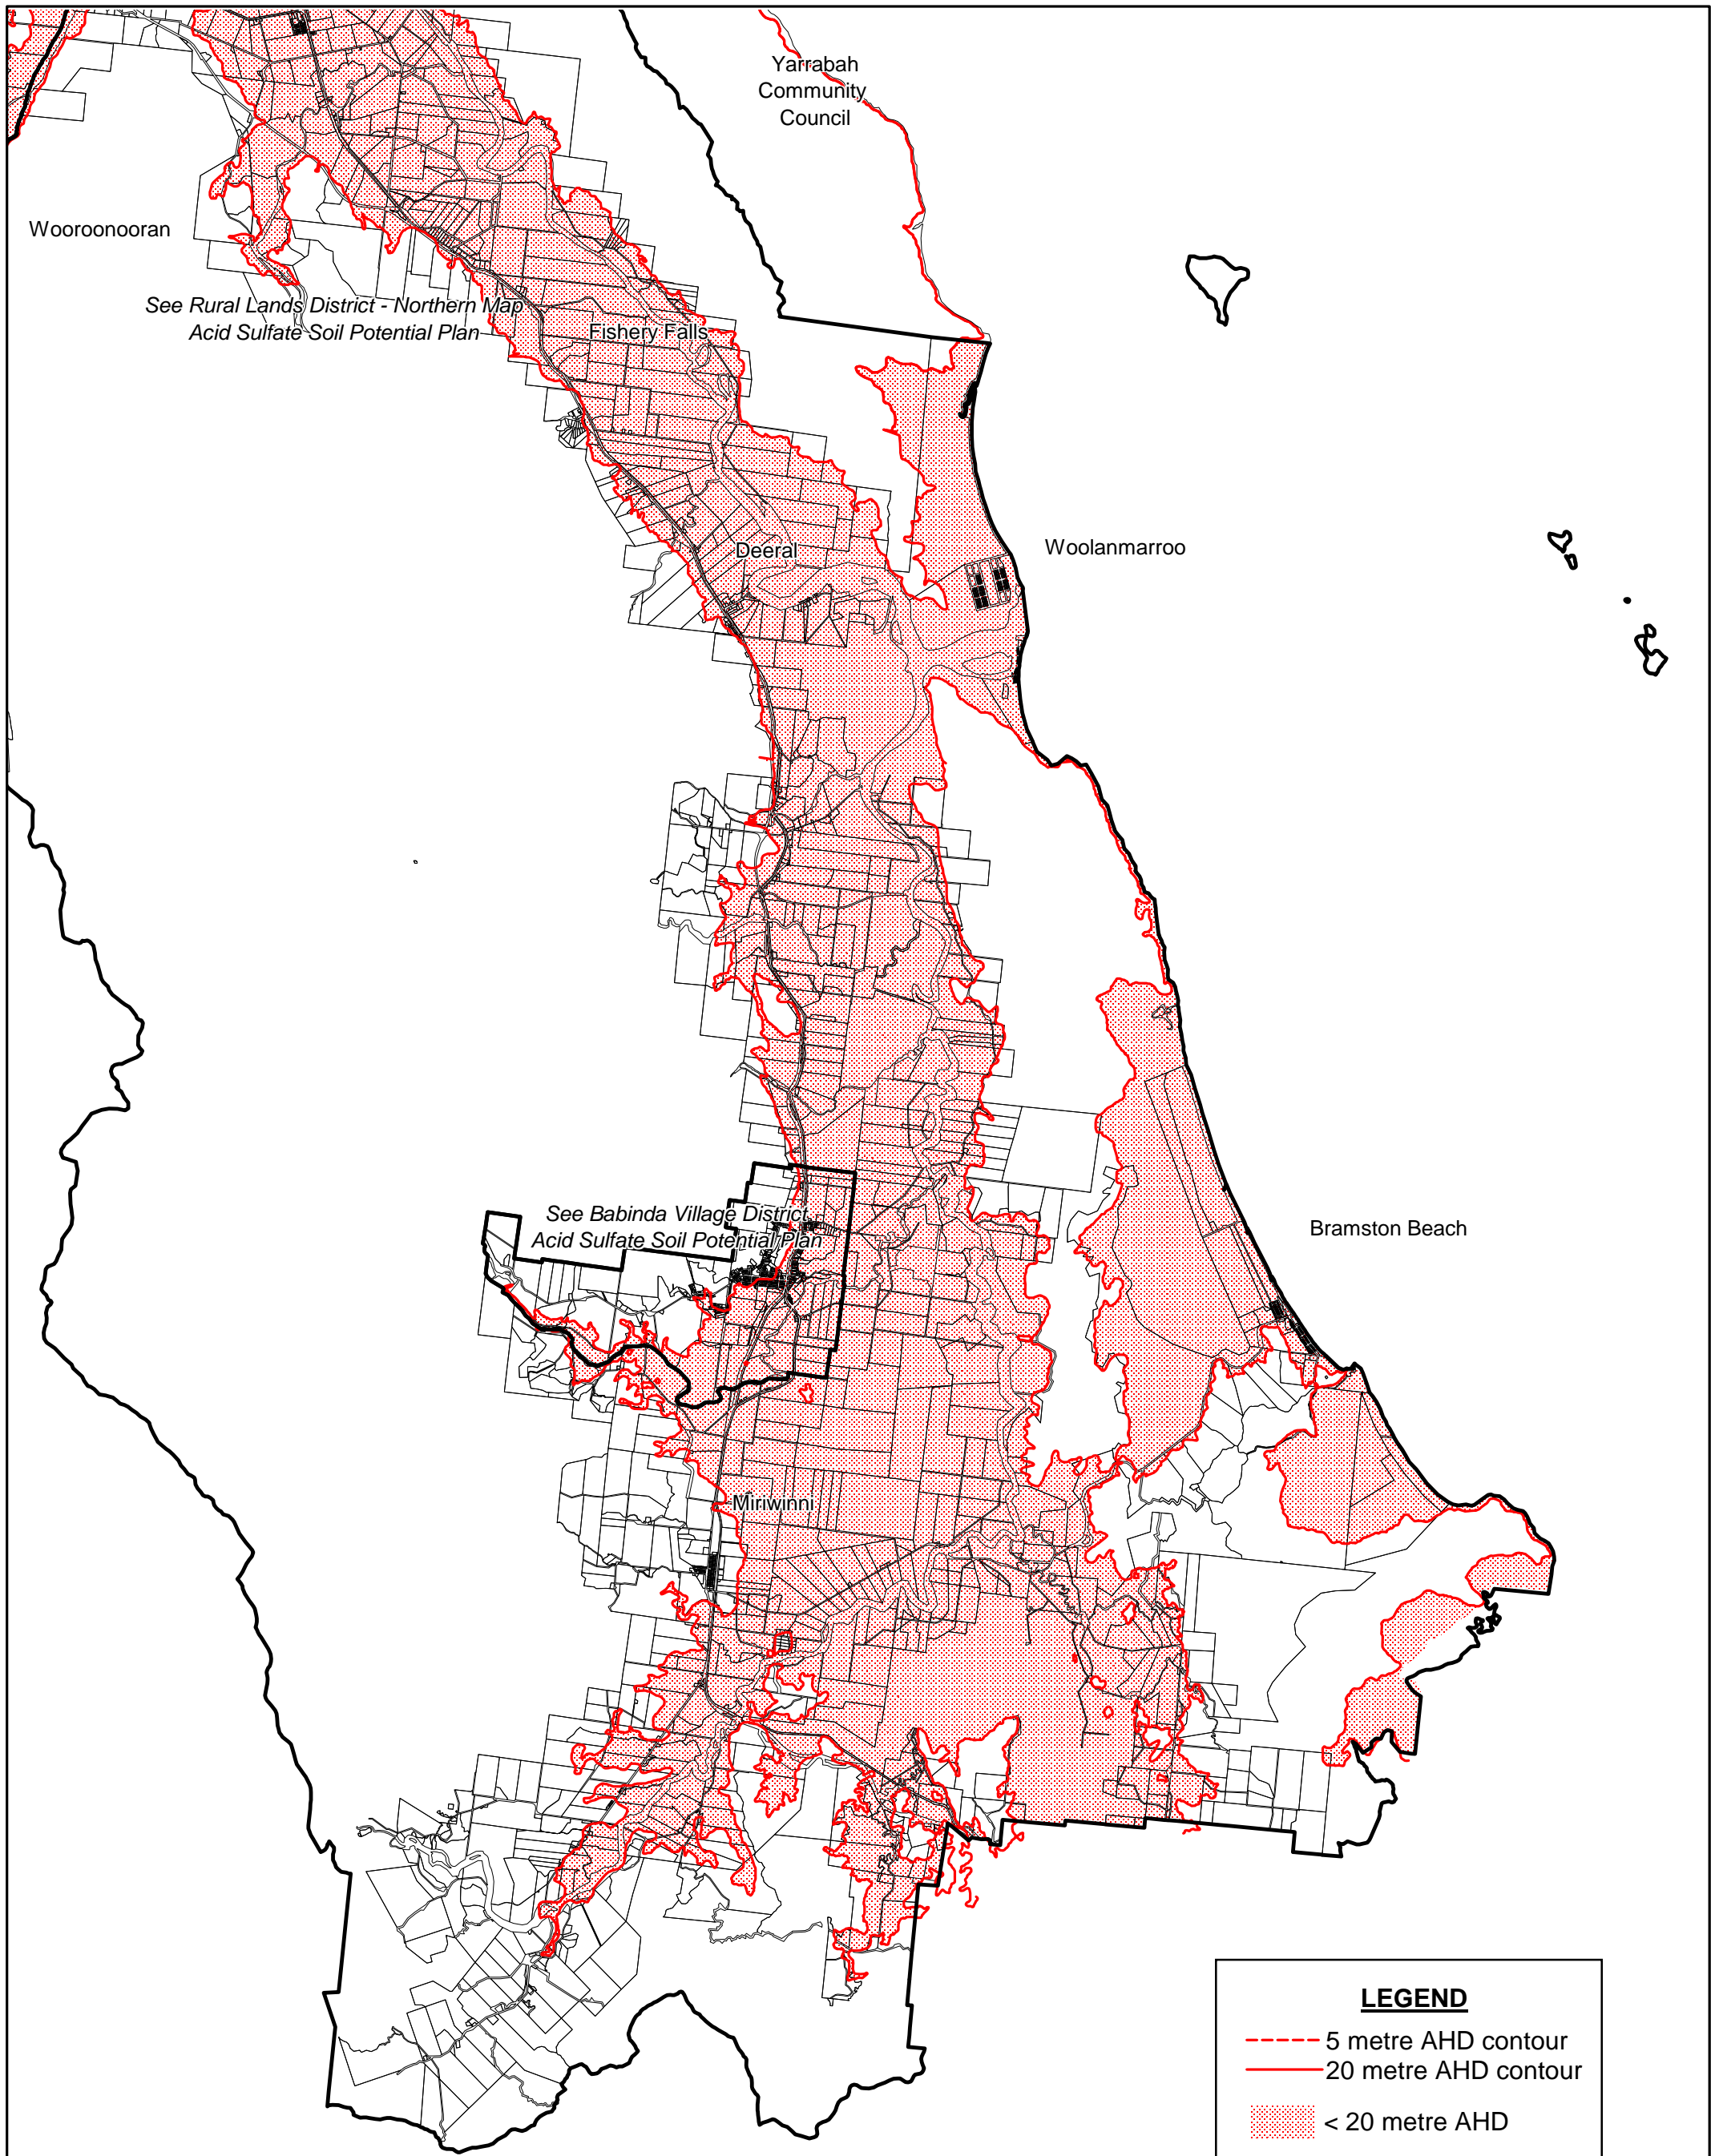 Yarrabah
Community
Council
Wooroonooran
See Rural Lands District - Northern Map
Acid Sulfate Soil Potential Plan
Fishery Falls
Deeral
Woolanmarroo
See Babinda Village District
Acid Sulfate Soil Potential Plan
Bramston Beach
Miriwinni
LEGEND
5 metre AHD contour
20 metre AHD contour
< 20 metre AHD